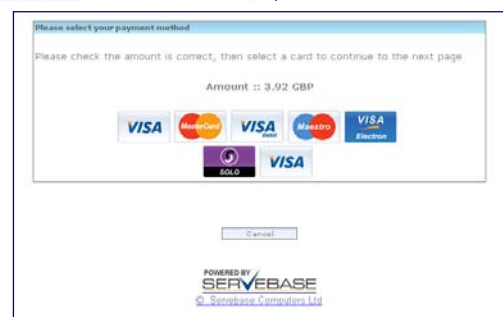 Please select your payment method
Please check the amount is correct, then select a card to continue to the next page
Amount :: 3.92 GBP
VISA MasterCard VISA debit Maestro VISA Electron
SOLO VISA
Cancel
POWERED BY
SERVEBASE
© Servebase Computers Ltd